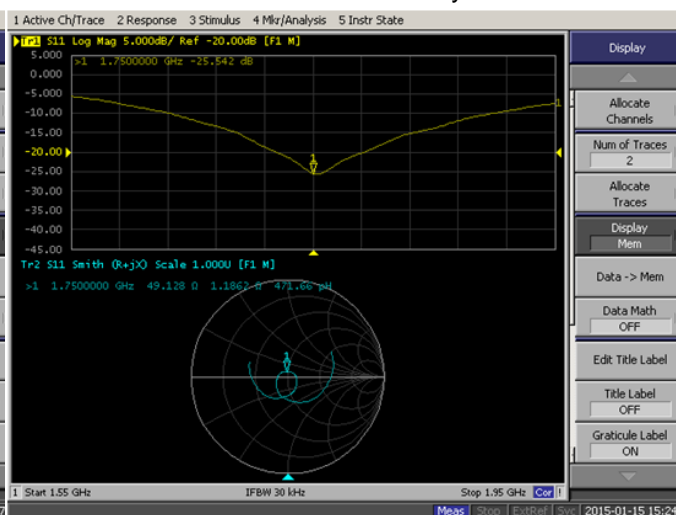 1 Active Ch/Trace 2 Response 3 Stimulus 4 Mkr/Analysis 5 Instr State
Tr1 S11 Log Mag 5.000dB/ Ref -20.00dB [F1 M]
5.000
>1 1.7500000 GHz -25.542 dB
0.000
-5.000
-10.00
-15.00
-20.00
-25.00
-30.00
-35.00
-40.00
-45.00
1
1
Tr2 S11 Smith (R+jX) Scale 1.000U [F1 M]
>1 1.7500000 GHz 49.128 Ω 1.1862 Ω 471.66 pH
1
1 Start 1.55 GHz IFBW 30 kHz Stop 1.95 GHz Cor !
Meas Stop ExtRef Svc 2015-01-15 15:24
Display
Allocate
Channels
Num of Traces
2
Allocate
Traces
Display
Mem
Data -> Mem
Data Math
OFF
Edit Title Label
Title Label
OFF
Graticule Label
ON